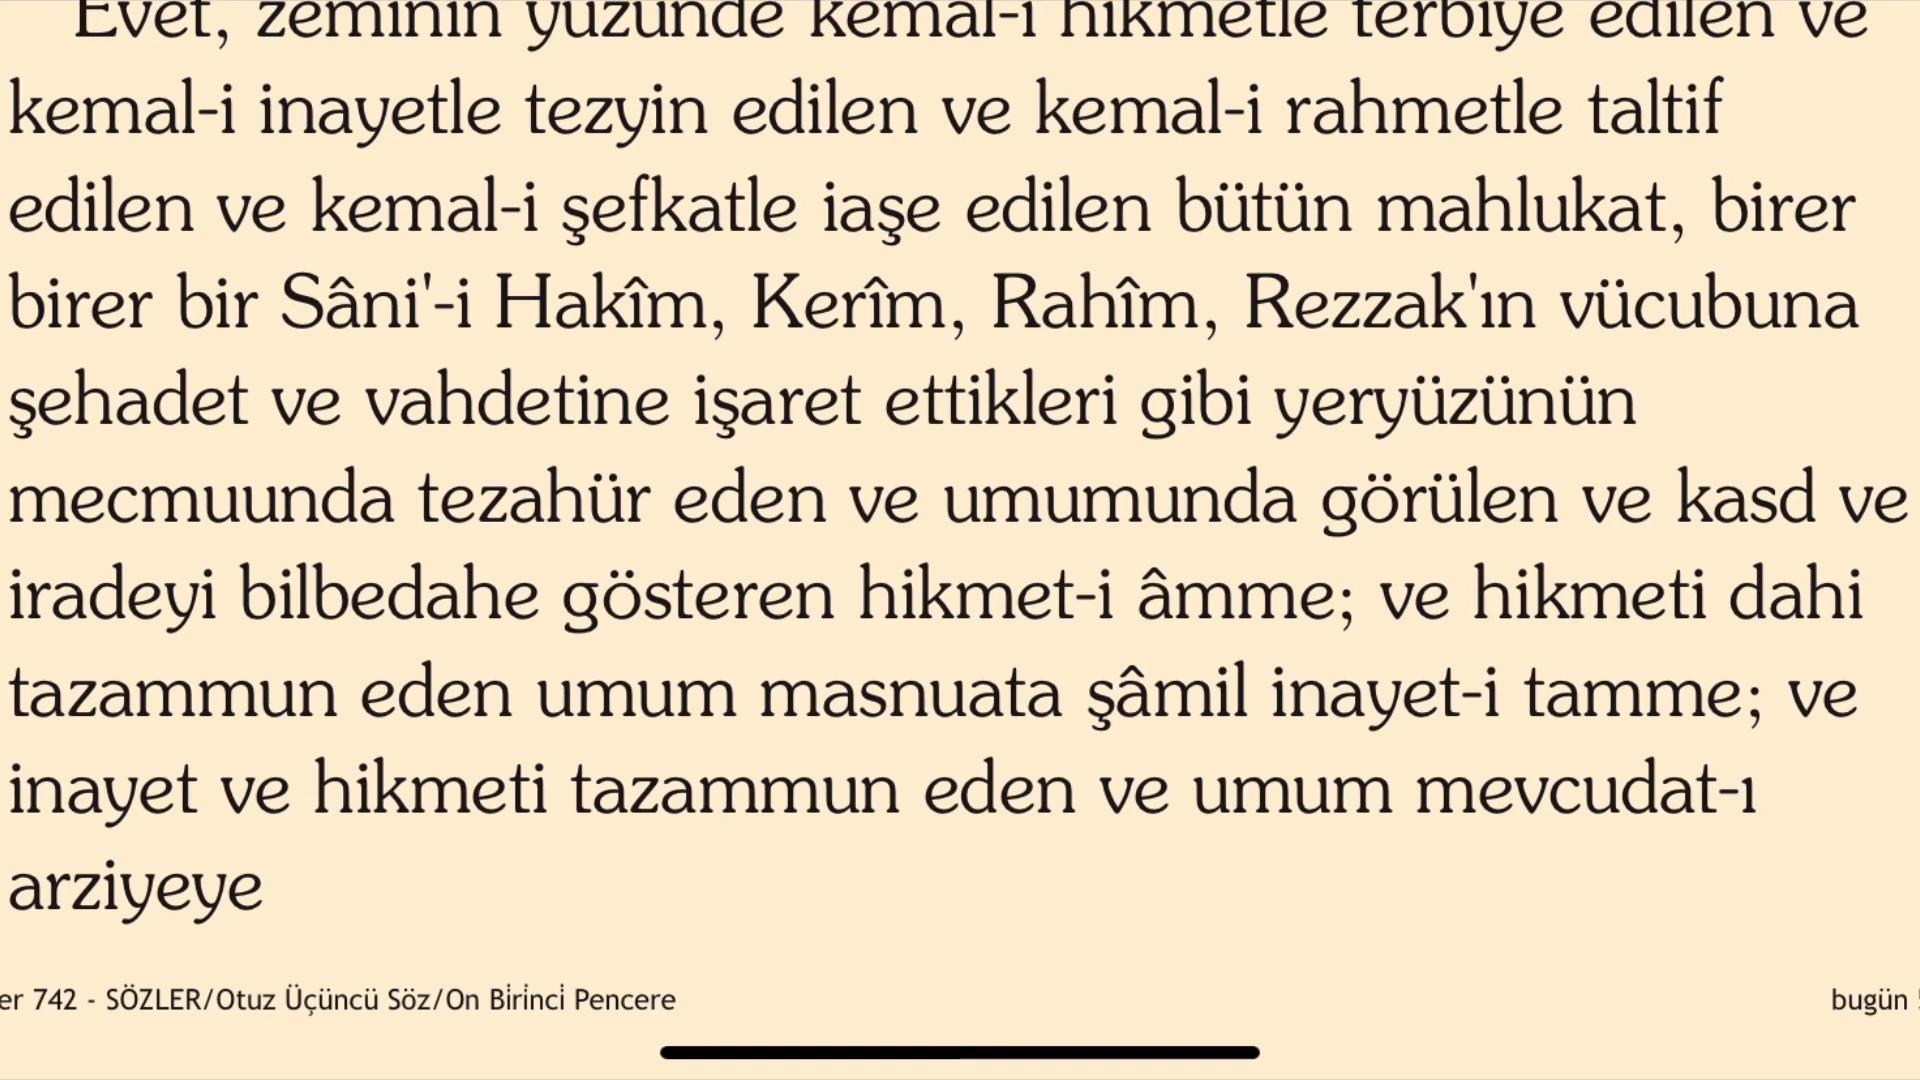 Evet, zeminin yüzünde kemal-i hikmetle terbiye edilen ve
kemal-i inayetle tezyin edilen ve kemal-i rahmetle taltif
edilen ve kemal-i şefkatle iaşe edilen bütün mahlukat, birer
birer bir Sâni'-i Hakîm, Kerîm, Rahîm, Rezzak'ın vücubuna
şehadet ve vahdetine işaret ettikleri gibi yeryüzünün
mecmuunda tezahür eden ve umumunda görülen ve kasd ve
iradeyi bilbedahe gösteren hikmet-i âmme; ve hikmeti dahi
tazammun eden umum masnuata şâmil inayet-i tamme; ve
inayet ve hikmeti tazammun eden ve umum mevcudat-ı
arziyeye
er 742 - SÖZLER/Otuz Üçüncü Söz/On Birinci Pencere
bugün